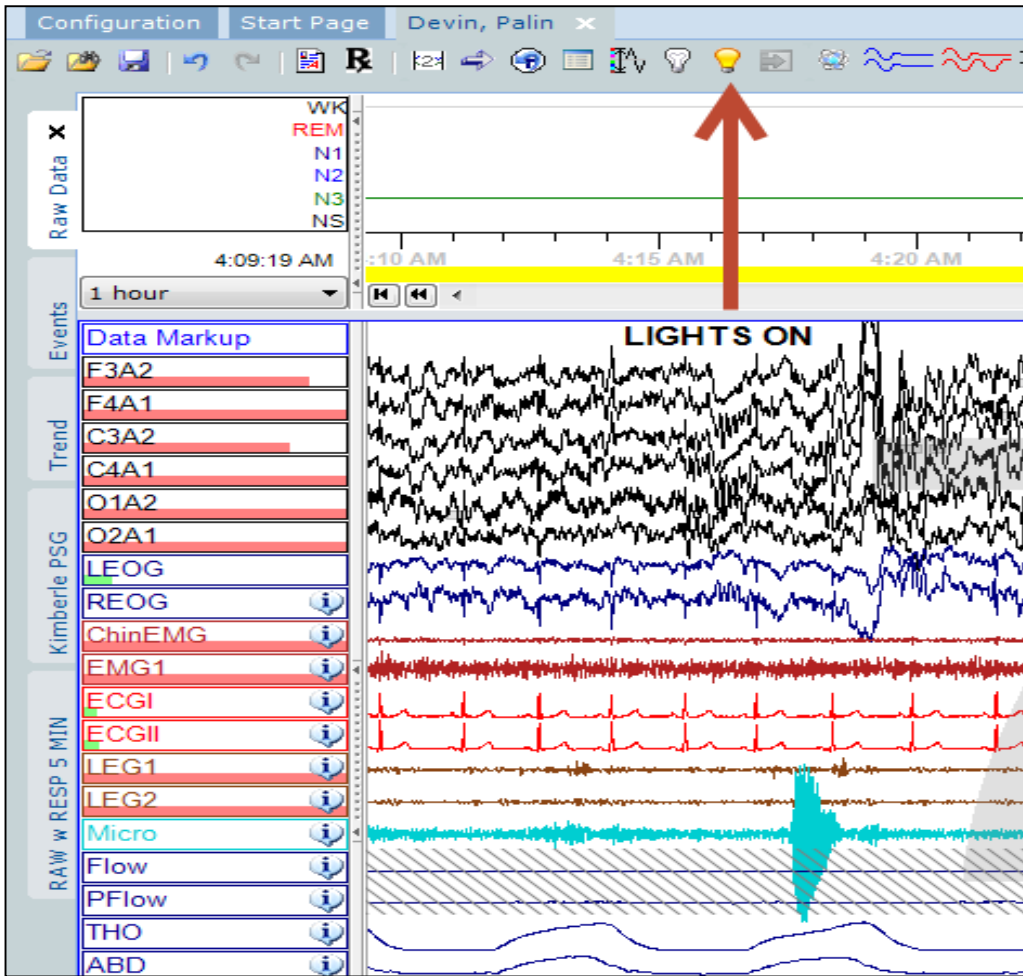 Configuration
Start Page
Devin, Palin
WK
REM
N1
N2
N3
NS
4:09:19 AM
:10 AM
4:15 AM
4:20 AM
1 hour
Raw Data
Events
Trend
Kimberle PSG
RAW w RESP 5 MIN
Data Markup
LIGHTS ON
F3A2
F4A1
C3A2
C4A1
O1A2
O2A1
LEOG
REOG
ChinEMG
EMG1
ECGI
ECGII
LEG1
LEG2
Micro
Flow
PFlow
THO
ABD